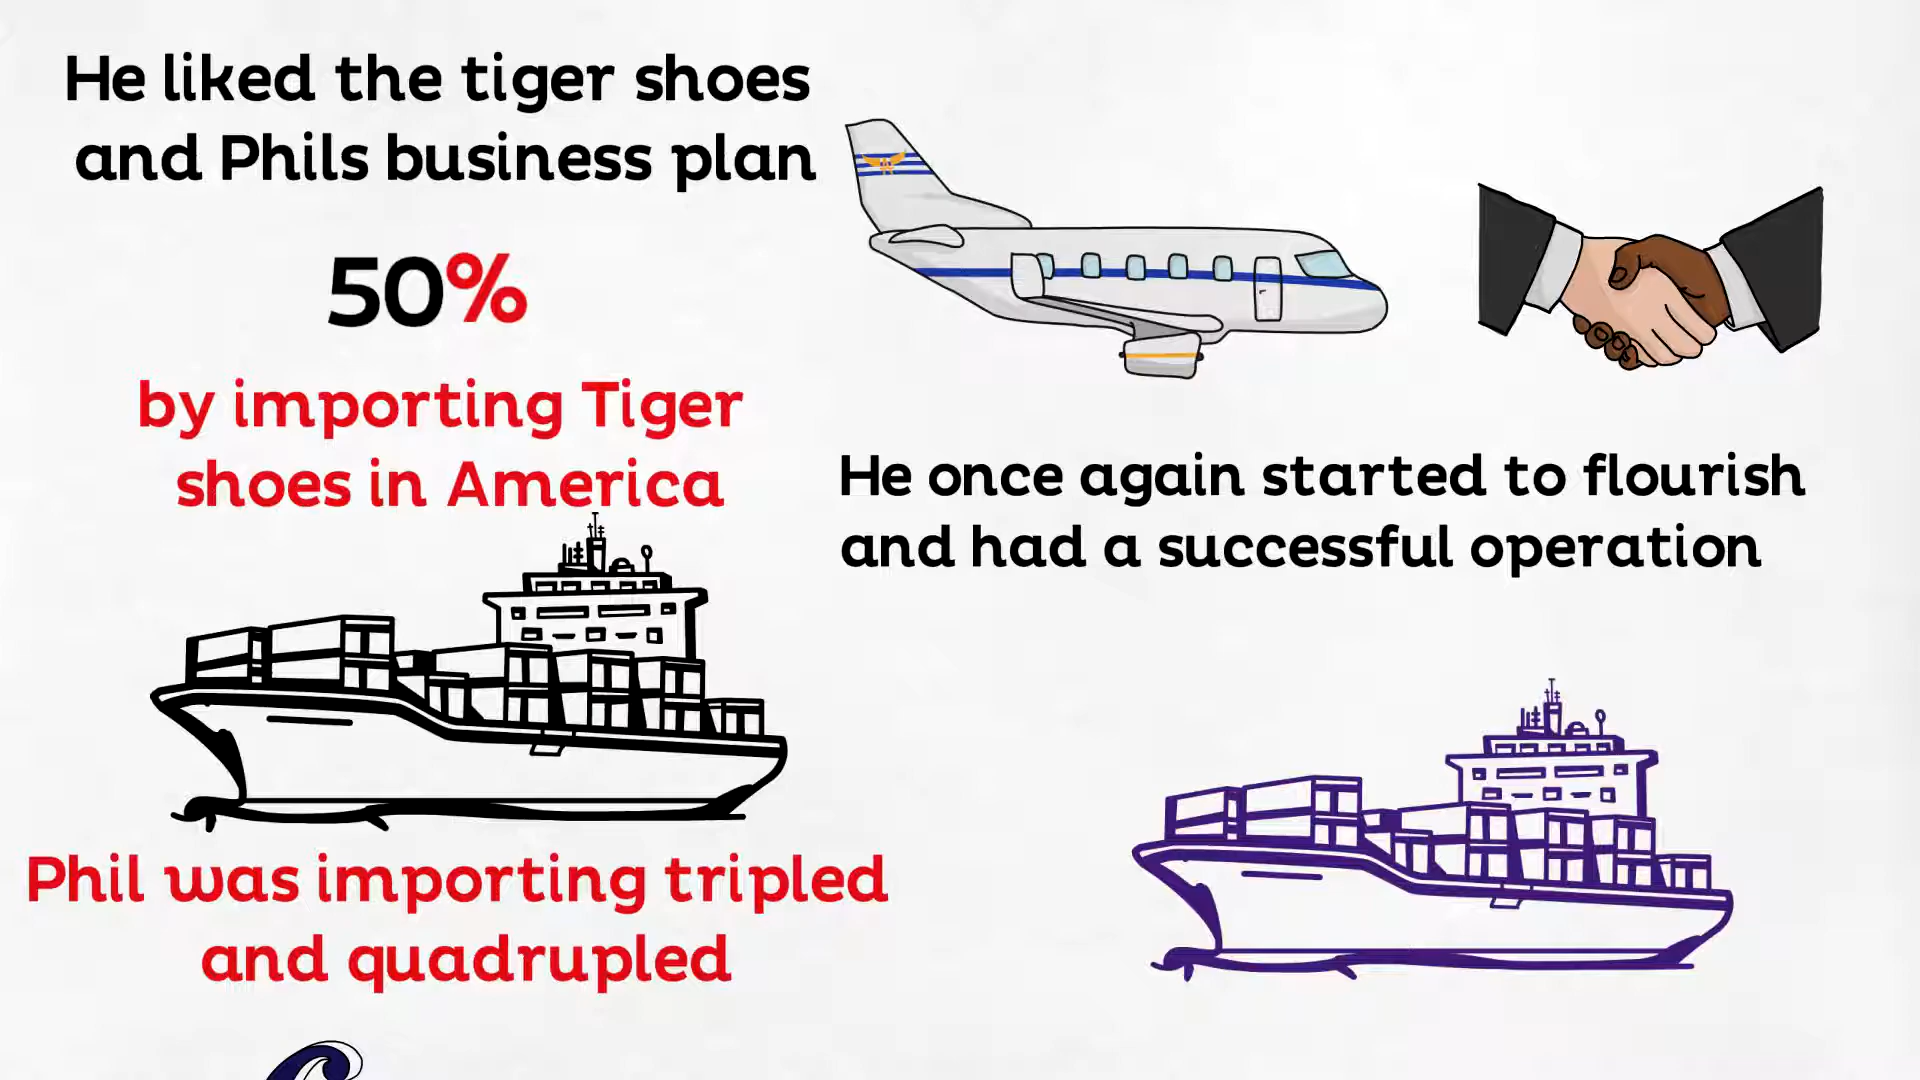 He liked the tiger shoes
and Phils business plan
50%
by importing Tiger
shoes in America
Phil was importing tripled
and quadrupled
He once again started to flourish
and had a successful operation